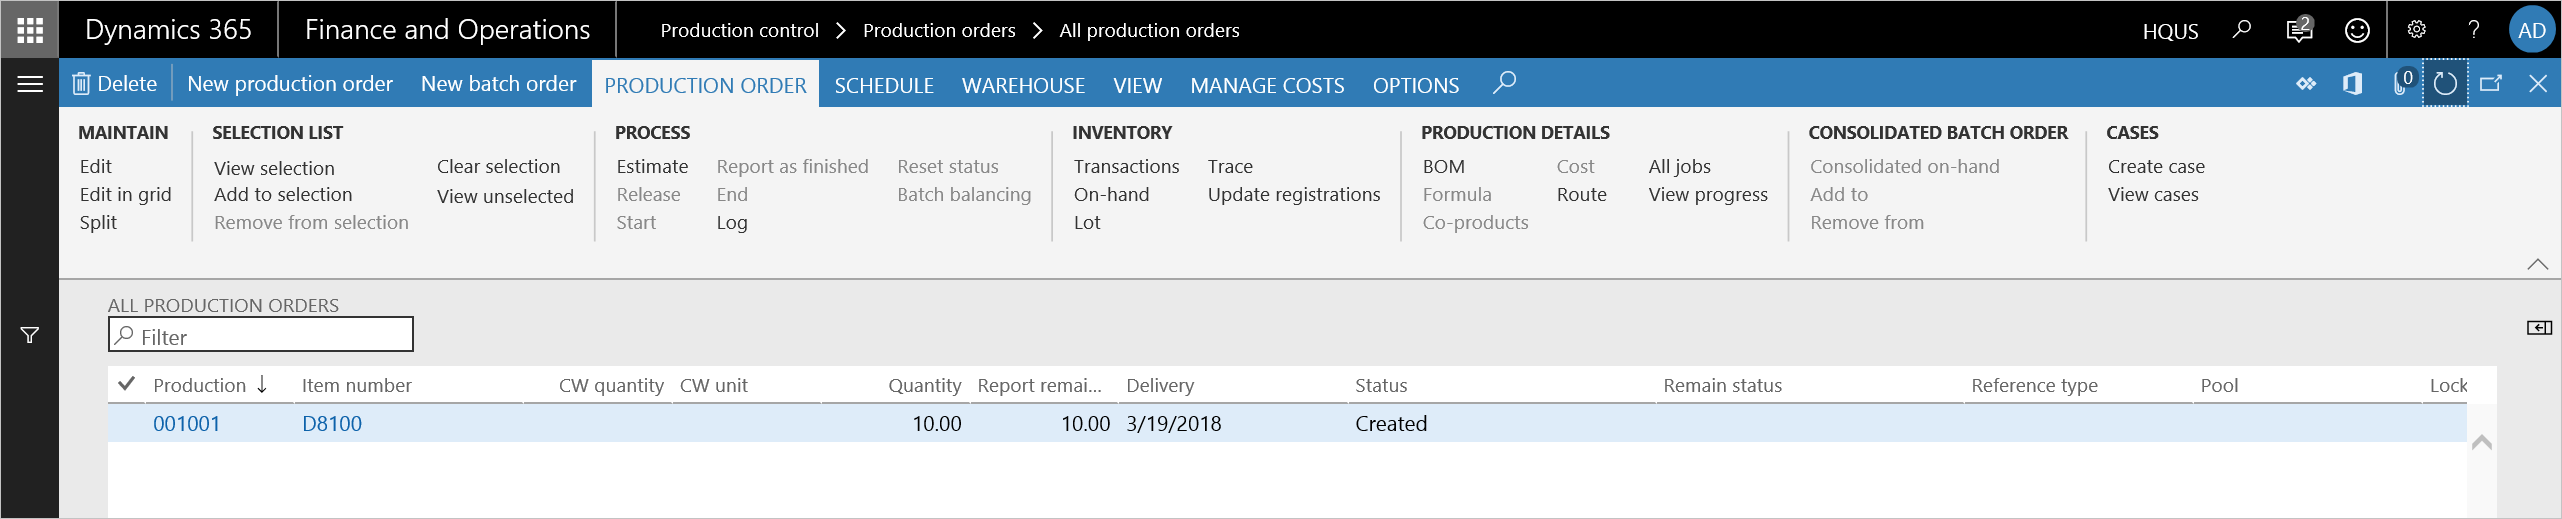 Dynamics 365 Finance and Operations Production control > Production orders > All production orders HQUS 2 ? AD
Delete New production order New batch order PRODUCTION ORDER SCHEDULE WAREHOUSE VIEW MANAGE COSTS OPTIONS 0
MAINTAIN SELECTION LIST PROCESS INVENTORY PRODUCTION DETAILS CONSOLIDATED BATCH ORDER CASES
Edit View selection Clear selection Estimate Report as finished Reset status Transactions Trace BOM Cost All jobs Consolidated on-hand Create case
Edit in grid Add to selection View unselected Release End Batch balancing On-hand Update registrations Formula Route View progress Add to View cases
Split Remove from selection Start Log Lot Co-products Remove from
ALL PRODUCTION ORDERS
Filter
Production Item number CW quantity CW unit Quantity Report remai... Delivery Status Remain status Reference type Pool Lock
001001 D8100 10.00 10.00 3/19/2018 Created